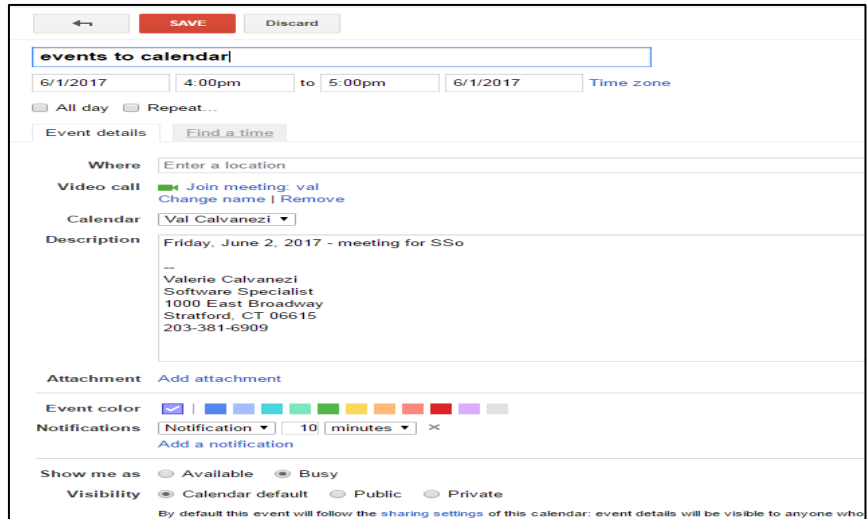 SAVE Discard
events to calendar
6/1/2017 4:00pm to 5:00pm 6/1/2017 Time zone
All day Repeat...
Event details Find a time
Where Enter a location
Video call Join meeting: val
Change name | Remove
Calendar Val Calvanezi
Description Friday, June 2, 2017 - meeting for SSo
--
Valerie Calvanezi
Software Specialist
1000 East Broadway
Stratford, CT 06615
203-381-6909
Attachment Add attachment
Event color
Notifications Notification 10 minutes ×
Add a notification
Show me as Available Busy
Visibility Calendar default Public Private
By default this event will follow the sharing settings of this calendar: event details will be visible to anyone who